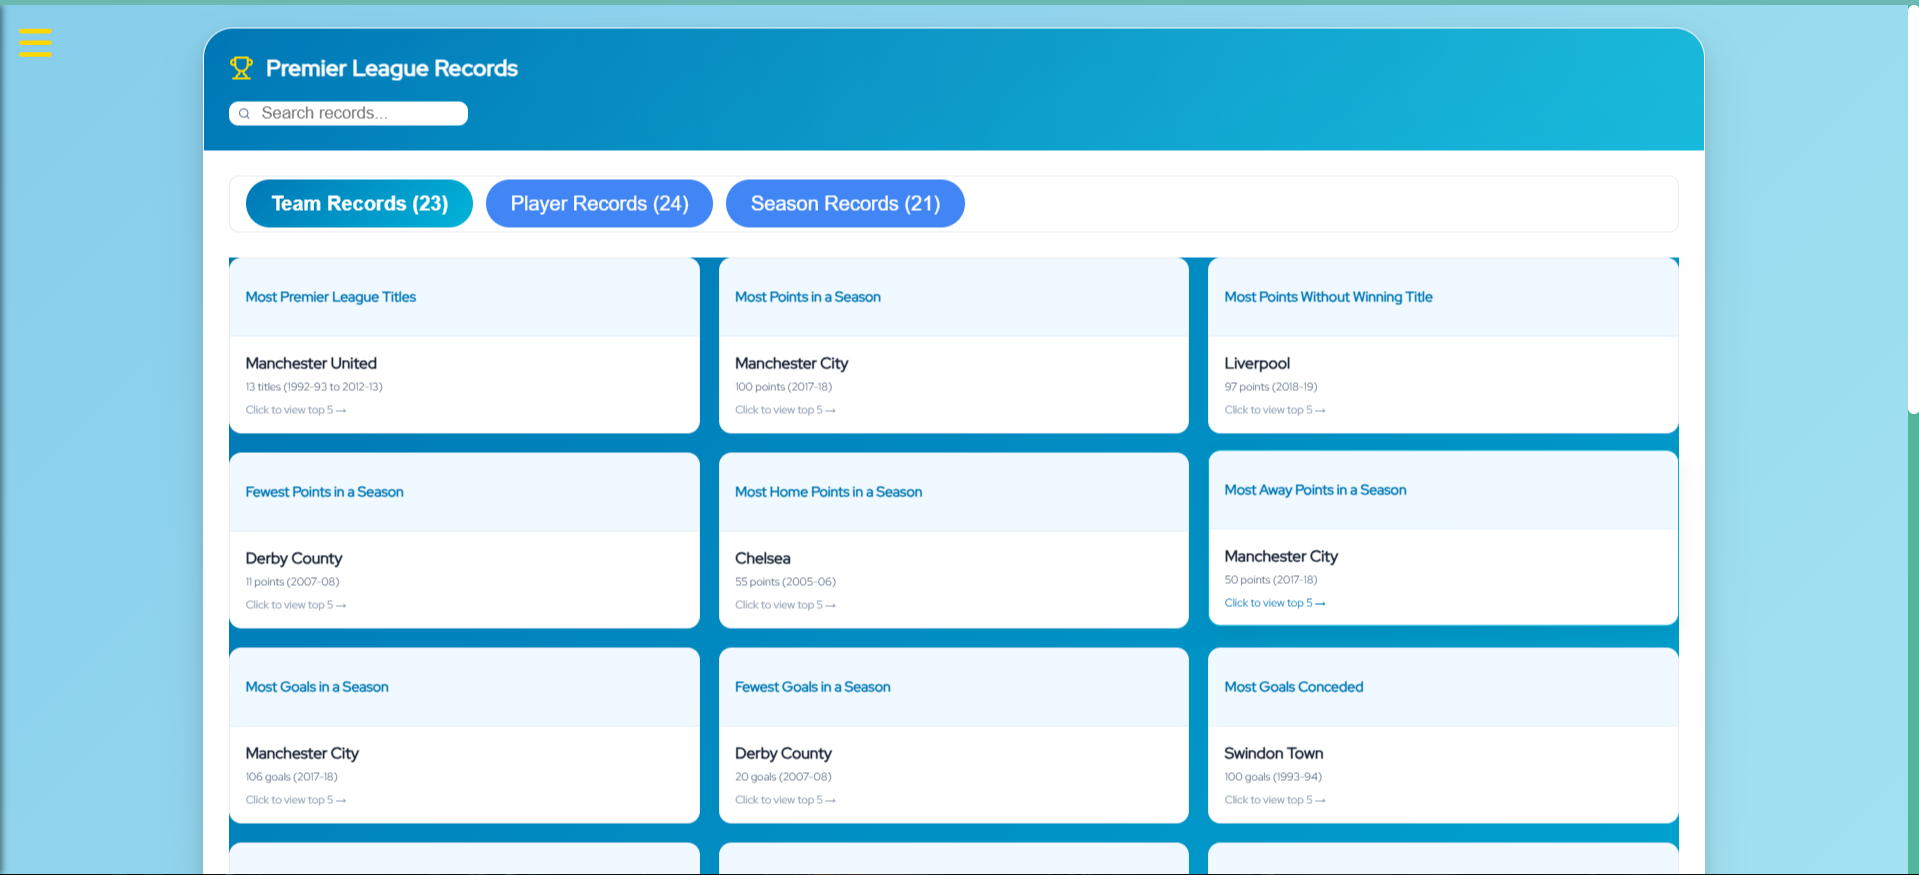 Premier League Records
Search records...
Team Records (23)
Player Records (24)
Season Records (21)
Most Premier League Titles
Manchester United
13 titles (1992-93 to 2012-13)
Click to view top 5 →
Most Points in a Season
Manchester City
100 points (2017-18)
Click to view top 5 →
Most Points Without Winning Title
Liverpool
97 points (2018-19)
Click to view top 5 →
Fewest Points in a Season
Derby County
11 points (2007-08)
Click to view top 5 →
Most Home Points in a Season
Chelsea
55 points (2005-06)
Click to view top 5 →
Most Away Points in a Season
Manchester City
50 points (2017-18)
Click to view top 5 →
Most Goals in a Season
Manchester City
106 goals (2017-18)
Click to view top 5 →
Fewest Goals in a Season
Derby County
20 goals (2007-08)
Click to view top 5 →
Most Goals Conceded
Swindon Town
100 goals (1993-94)
Click to view top 5 →